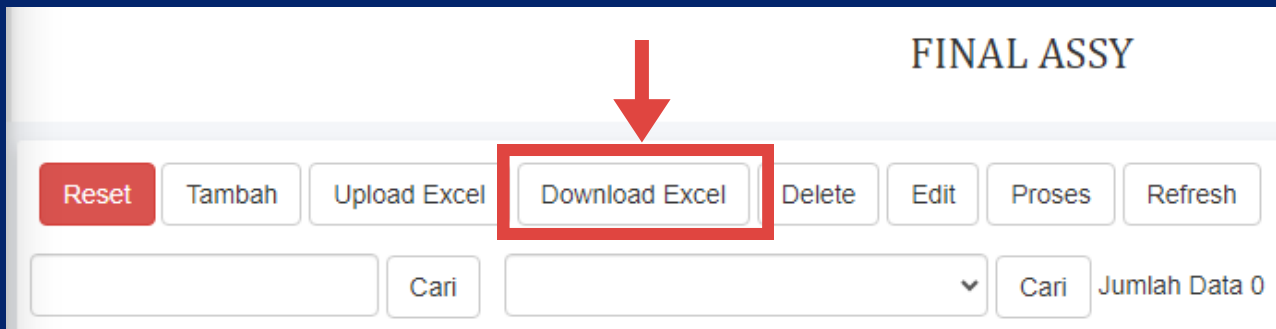 FINAL ASSY
Reset Tambah Upload Excel Download Excel Delete Edit Proses Refresh
Cari Cari Jumlah Data 0